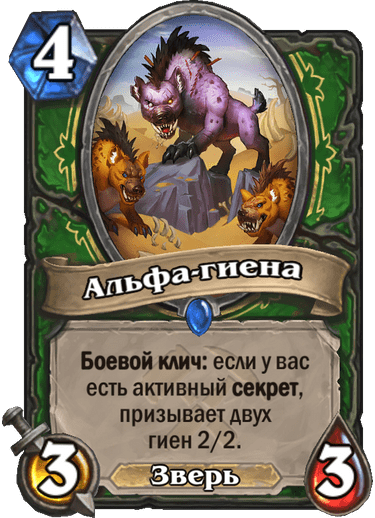 4
Альфа-гиена
Боевой клич: если у вас
есть активный секрет,
призывает двух
гиен 2/2.
3
Зверь
3